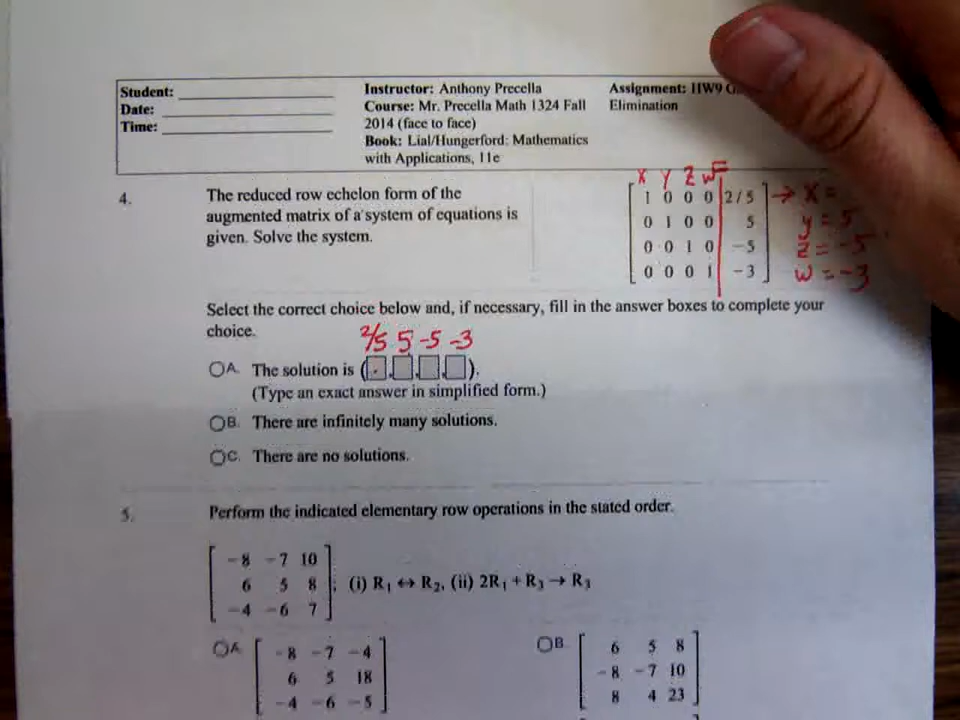 Student:
Date:
Time:
Instructor: Anthony Precella
Course: Mr. Precella Math 1324 Fall
2014 (face to face)
Book: Lial/Hungerford: Mathematics
with Applications, 11e
Assignment: HW9
Elimination
4. The reduced row echelon form of the
augmented matrix of a system of equations is
given. Solve the system.
X Y Z W =
1 0 0 0 2/5 → X =
0 1 0 0 5 y = 5
0 0 1 0 -5 Z = -5
0 0 0 1 -3 W = -3
Select the correct choice below and, if necessary, fill in the answer boxes to complete your
choice.
2/5 5 -5 -3
A. The solution is ( , , , ).
(Type an exact answer in simplified form.)
B. There are infinitely many solutions.
C. There are no solutions.
5. Perform the indicated elementary row operations in the stated order.
-8 -7 10
6 5 8 ; (i) R1 ↔ R2, (ii) 2R1 + R3 → R3
-4 -6 7
A. -8 -7 -4
6 5 18
-4 -6 -5
B. 6 5 8
-8 -7 10
8 4 23